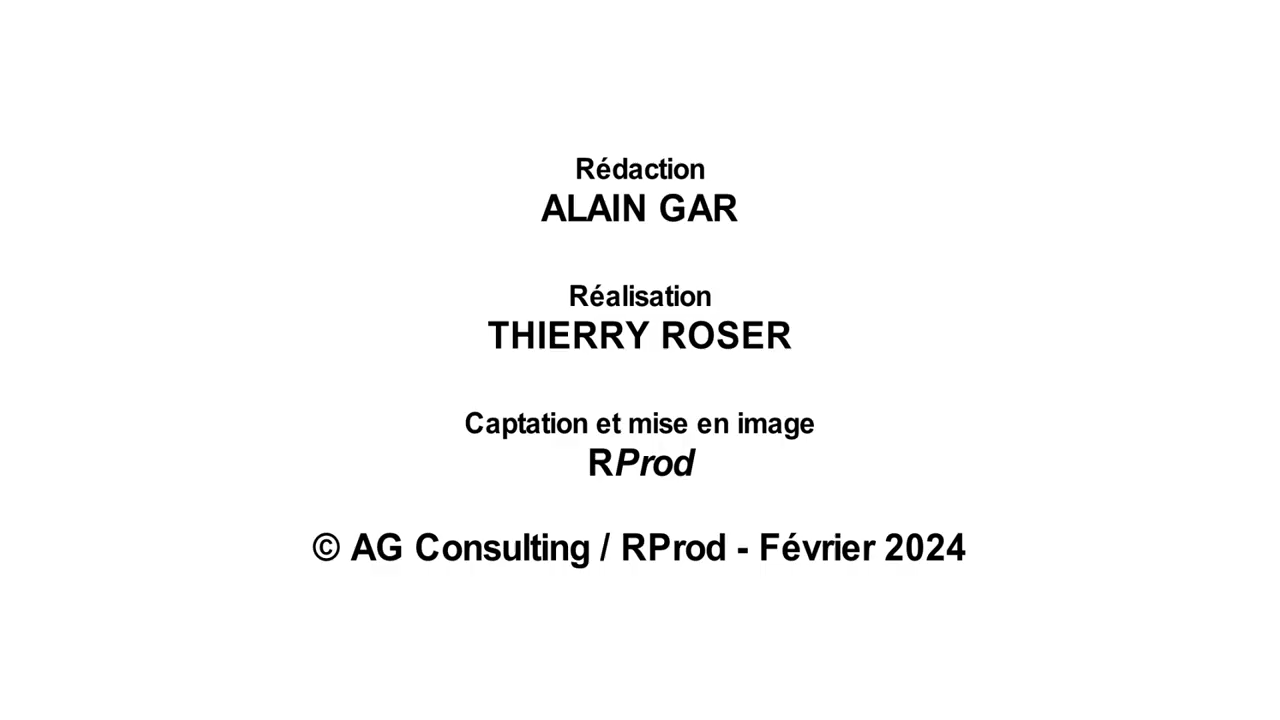 Rédaction
ALAIN GAR
Réalisation
THIERRY ROSER
Captation et mise en image
RProd
© AG Consulting / RProd - Février 2024